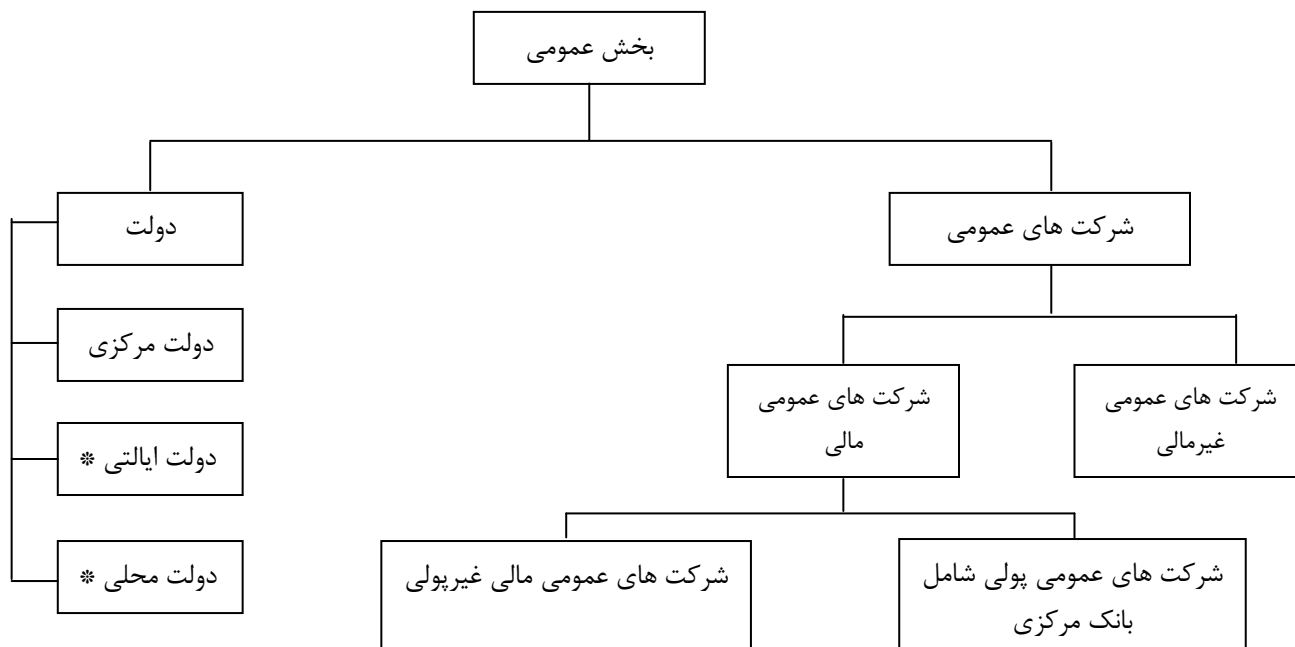 بخش عمومی
شرکت های عمومی
دولت
دولت مرکزی
دولت ایالتی *
دولت محلی *
شرکت های عمومی
غیرمالی
شرکت های عمومی
مالی
شرکت های عمومی پولی شامل
بانک مرکزی
شرکت های عمومی مالی غیرپولی